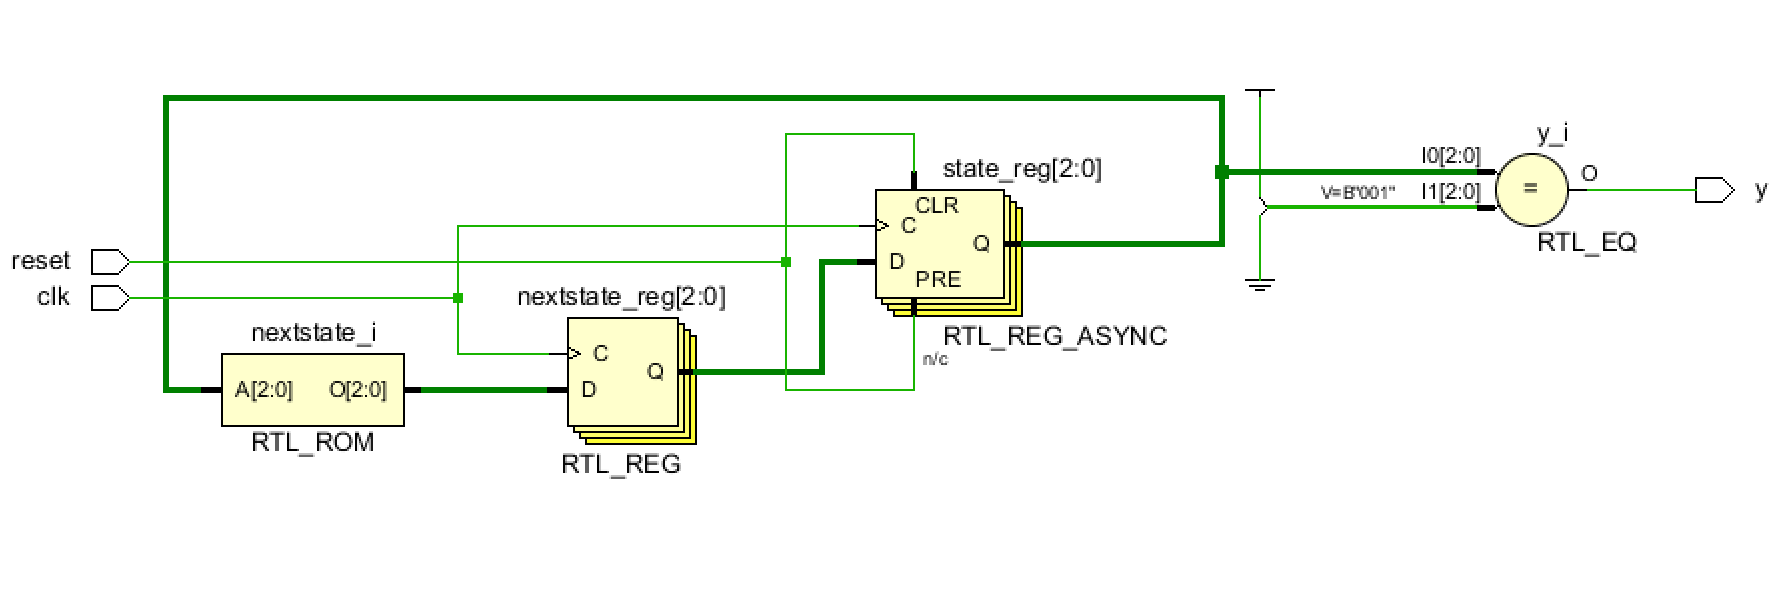 reset
clk
nextstate_i
A[2:0] O[2:0]
RTL_ROM
nextstate_reg[2:0]
C
D
Q
RTL_REG
state_reg[2:0]
CLR
C
D
Q
PRE
RTL_REG_ASYNC
n/c
V=B"001"
I0[2:0]
I1[2:0]
y_i
=
O
RTL_EQ
y